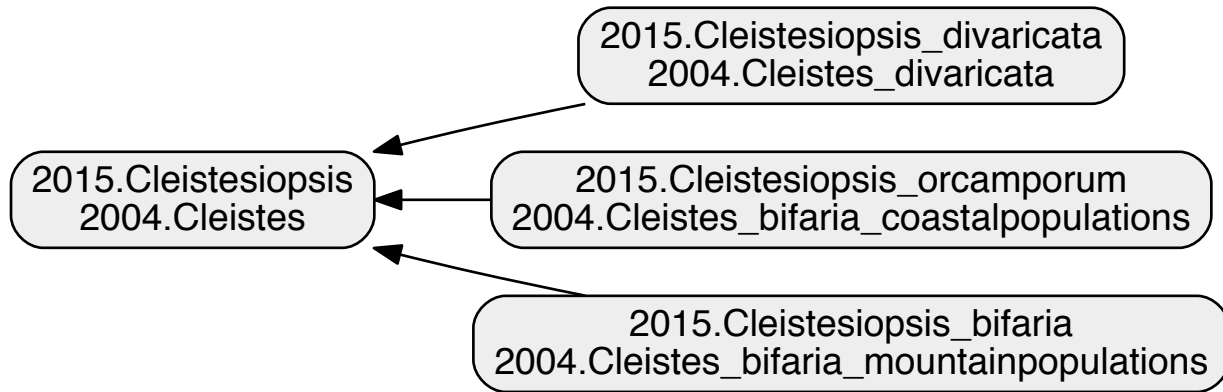 2015.Cleistesiopsis_divaricata
2004.Cleistes_divaricata
2015.Cleistesiopsis
2004.Cleistes
2015.Cleistesiopsis_orcamporum
2004.Cleistes_bifaria_coastalpopulations
2015.Cleistesiopsis_bifaria
2004.Cleistes_bifaria_mountainpopulations